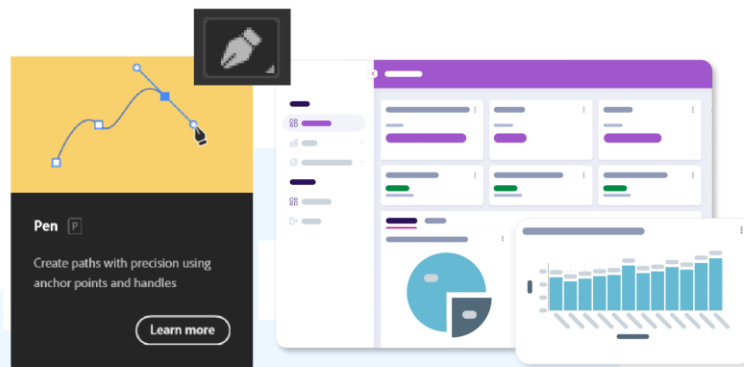 Pen P
Create paths with precision using
anchor points and handles
Learn more